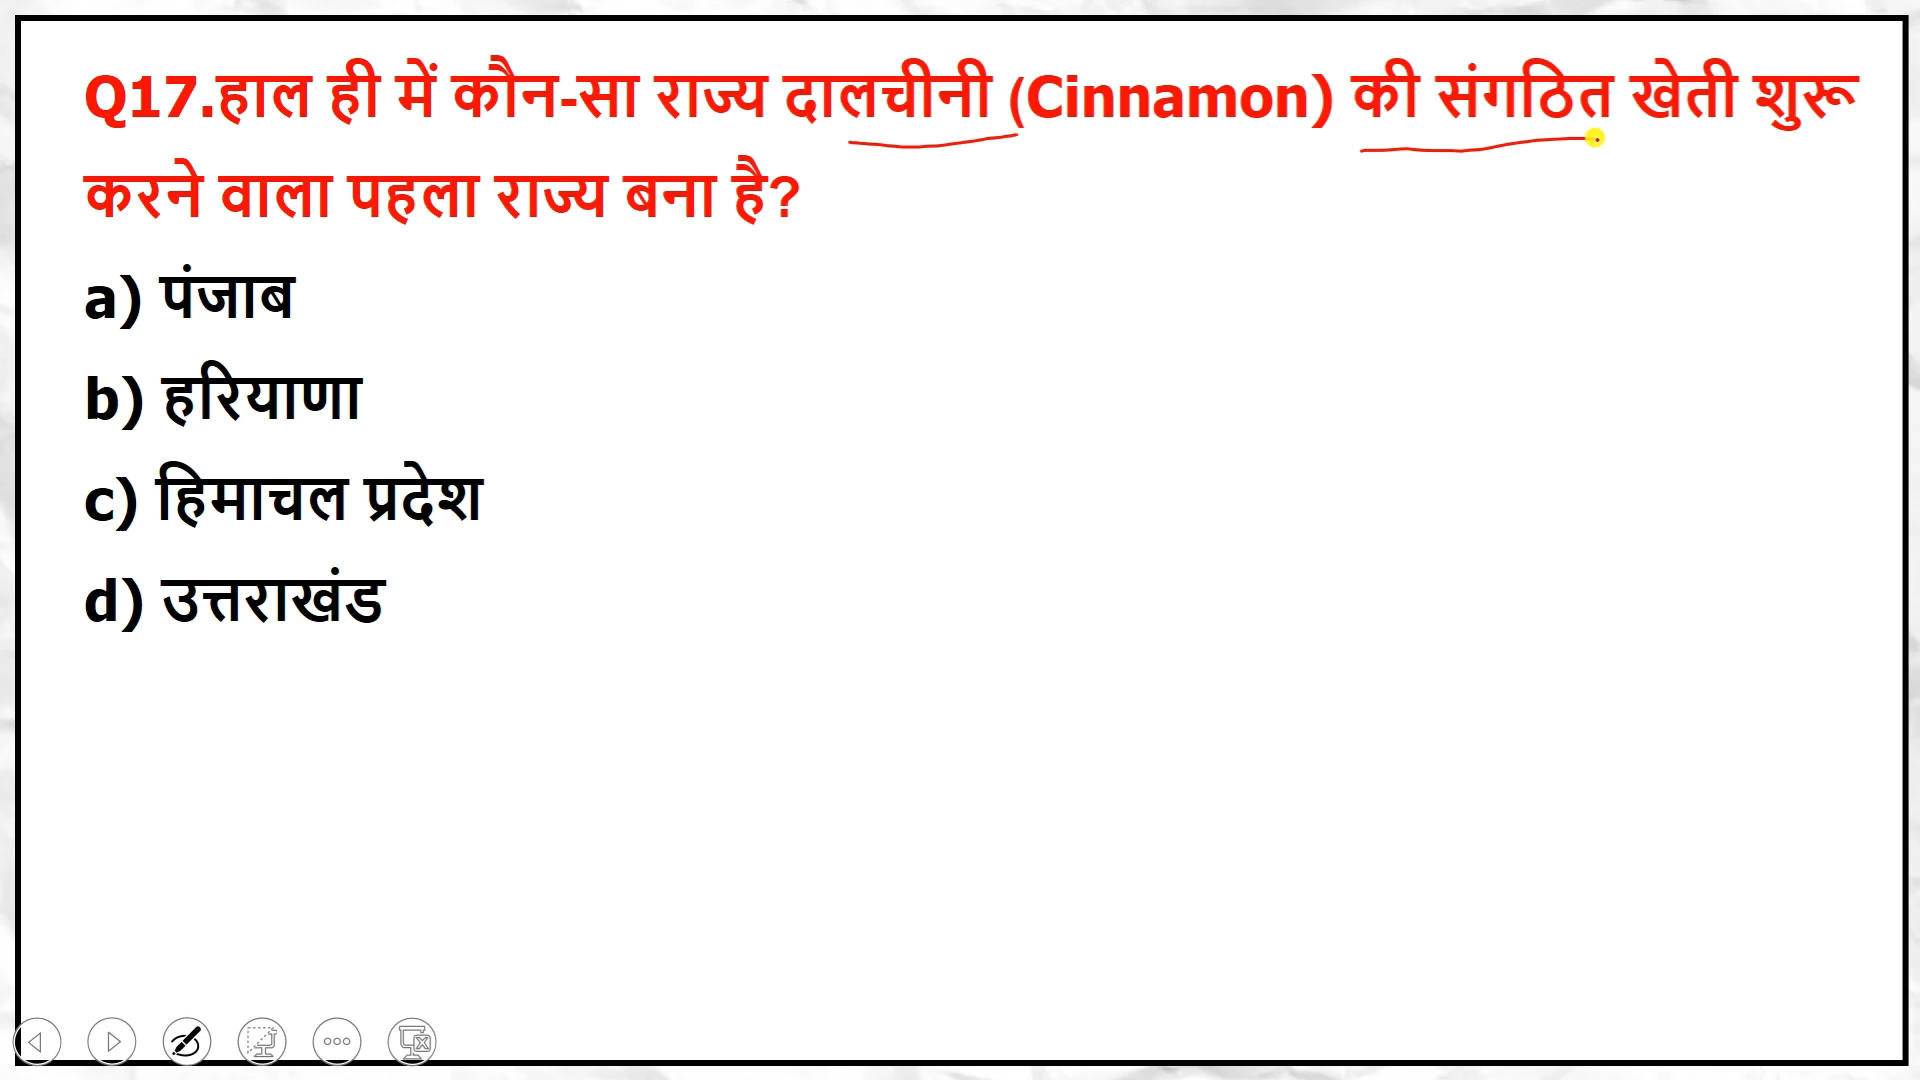 Q17.हाल ही में कौन-सा राज्य दालचीनी (Cinnamon) की संगठित खेती शुरू
करने वाला पहला राज्य बना है?
a) पंजाब
b) हरियाणा
c) हिमाचल प्रदेश
d) उत्तराखंड